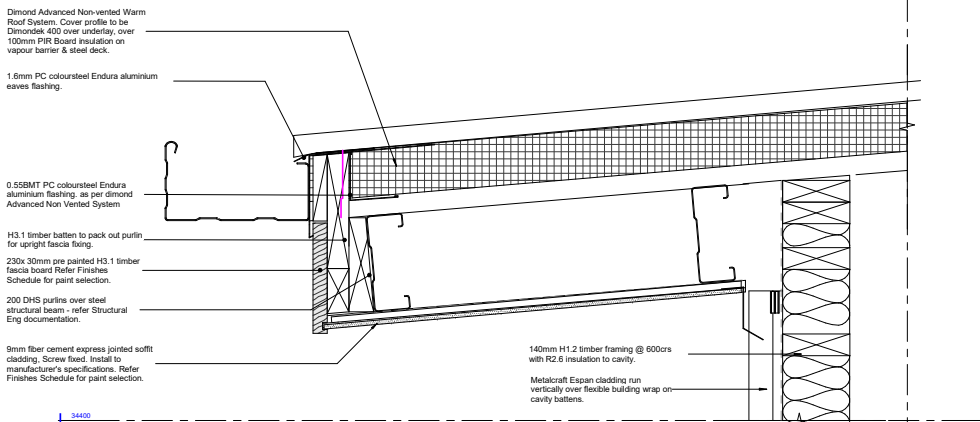 Dimond Advanced Non-vented Warm
Roof System. Cover profile to be
Dimondek 400 over underlay, over
100mm PIR Board insulation on
vapour barrier & steel deck.
1.6mm PC coloursteel Endura aluminium
eaves flashing.
0.55BMT PC coloursteel Endura
aluminium flashing. as per dimond
Advanced Non Vented System
H3.1 timber batten to pack out purlin
for upright fascia fixing.
230x 30mm pre painted H3.1 timber
fascia board Refer Finishes
Schedule for paint selection.
200 DHS purlins over steel
structural beam - refer Structural
Eng documentation.
9mm fiber cement express jointed soffit
cladding, Screw fixed. Install to
manufacturer's specifications. Refer
Finishes Schedule for paint selection.
140mm H1.2 timber framing @ 600crs
with R2.6 insulation to cavity.
Metalcraft Espan cladding run
vertically over flexible building wrap on
cavity battens.
34400